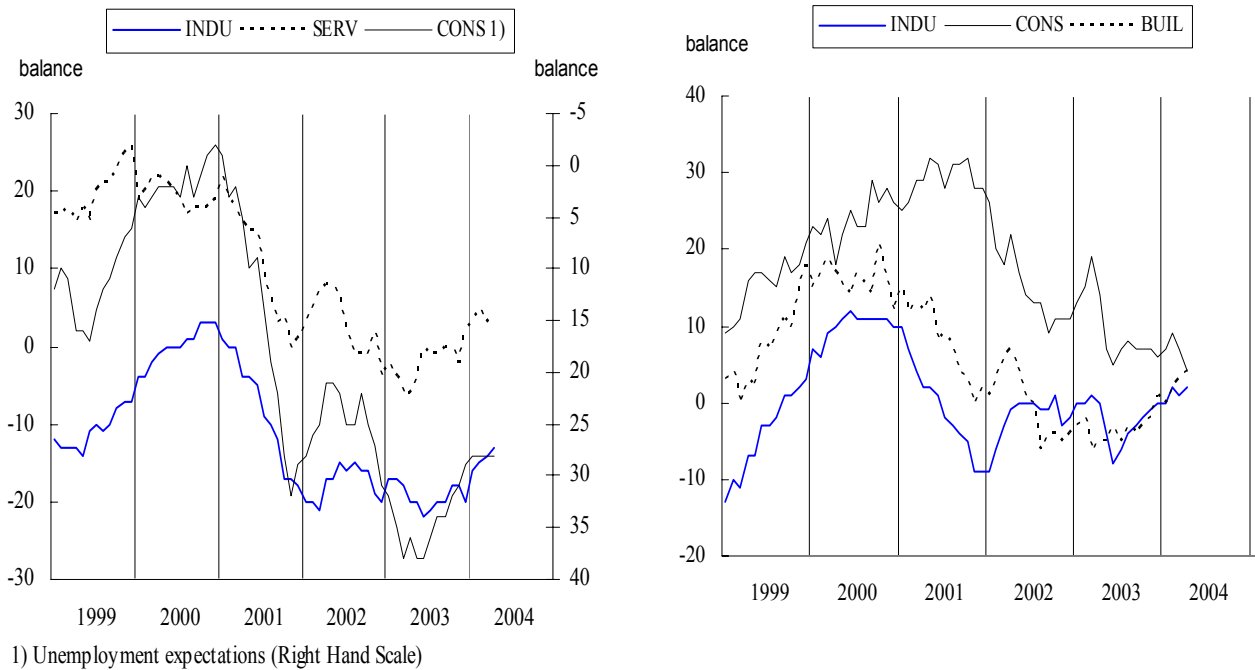 INDU SERV CONS 1)
balance balance
30 -5
20 0
5
10 10
0 15
20
-10 25
-20 30
35
-30 40
1999 2000 2001 2002 2003 2004
1) Unemployment expectations (Right Hand Scale)
INDU CONS BUIL
balance
40
30
20
10
0
-10
-20
1999 2000 2001 2002 2003 2004